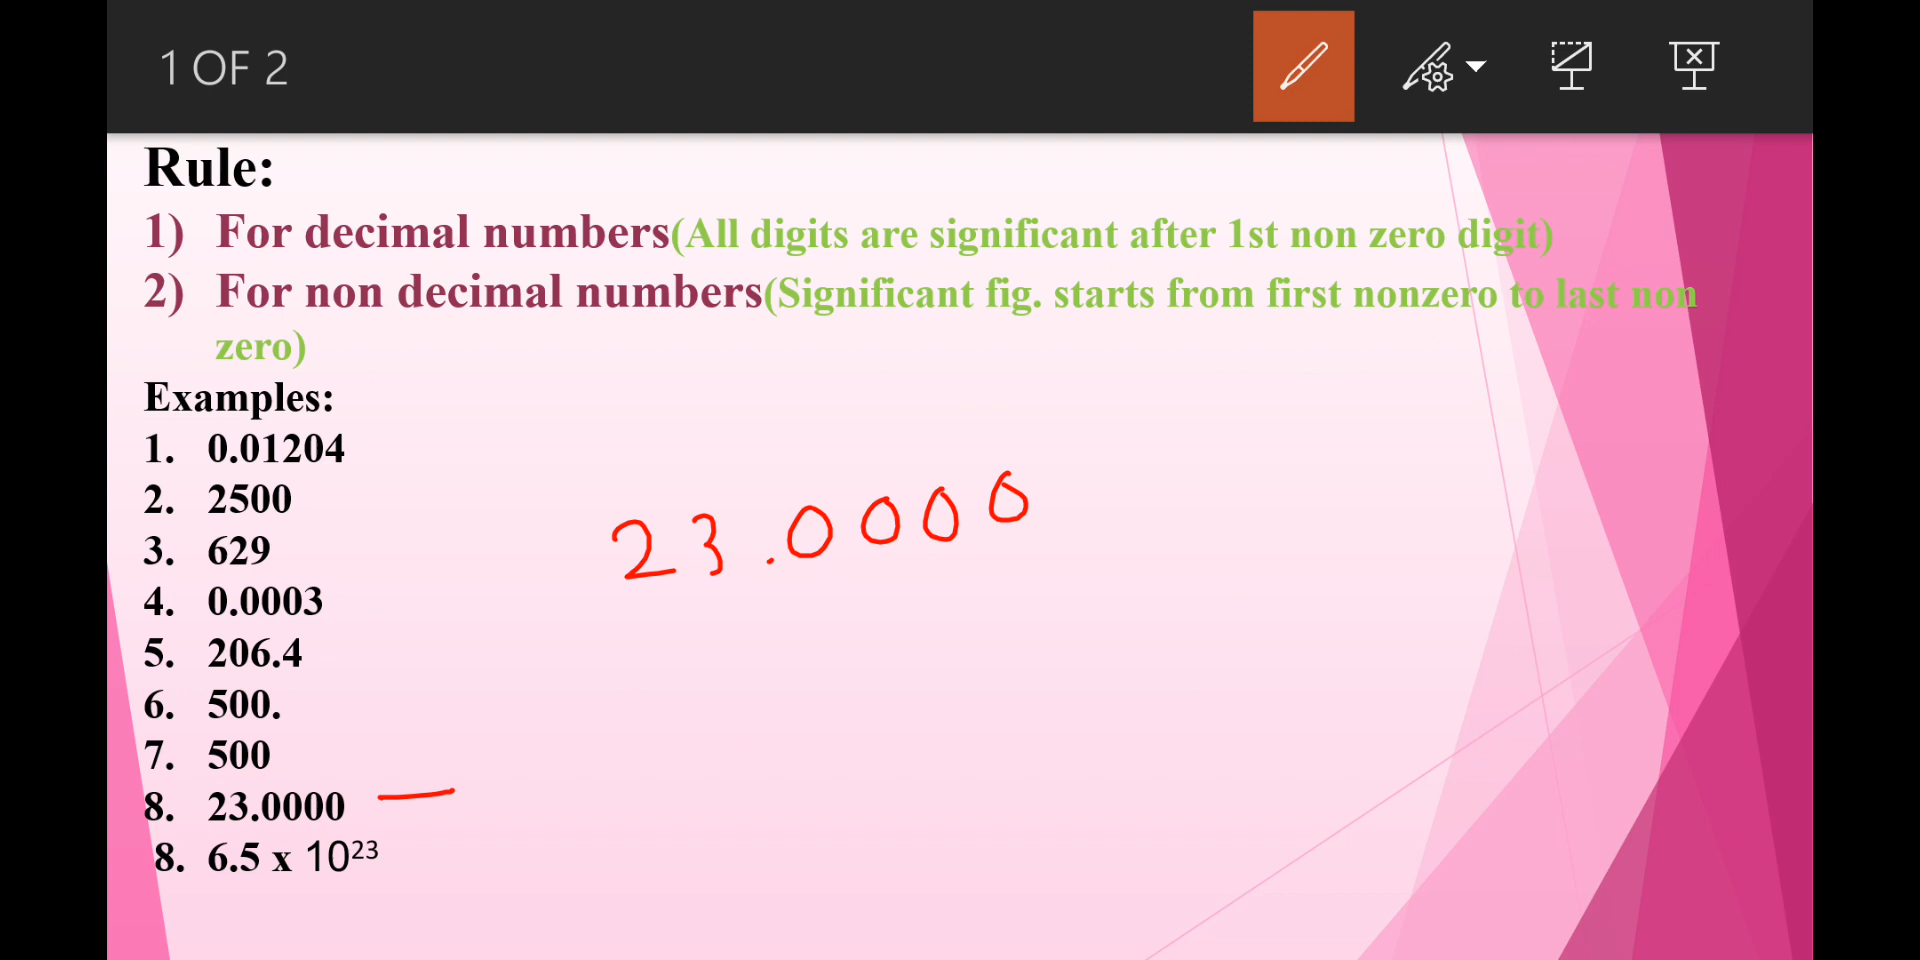 1 OF 2
Rule:
1) For decimal numbers(All digits are significant after 1st non zero digit)
2) For non decimal numbers(Significant fig. starts from first nonzero to last non
zero)
Examples:
1. 0.01204
2. 2500
3. 629
4. 0.0003
5. 206.4
6. 500.
7. 500
8. 23.0000
8. 6.5 x 10²³
23.0000